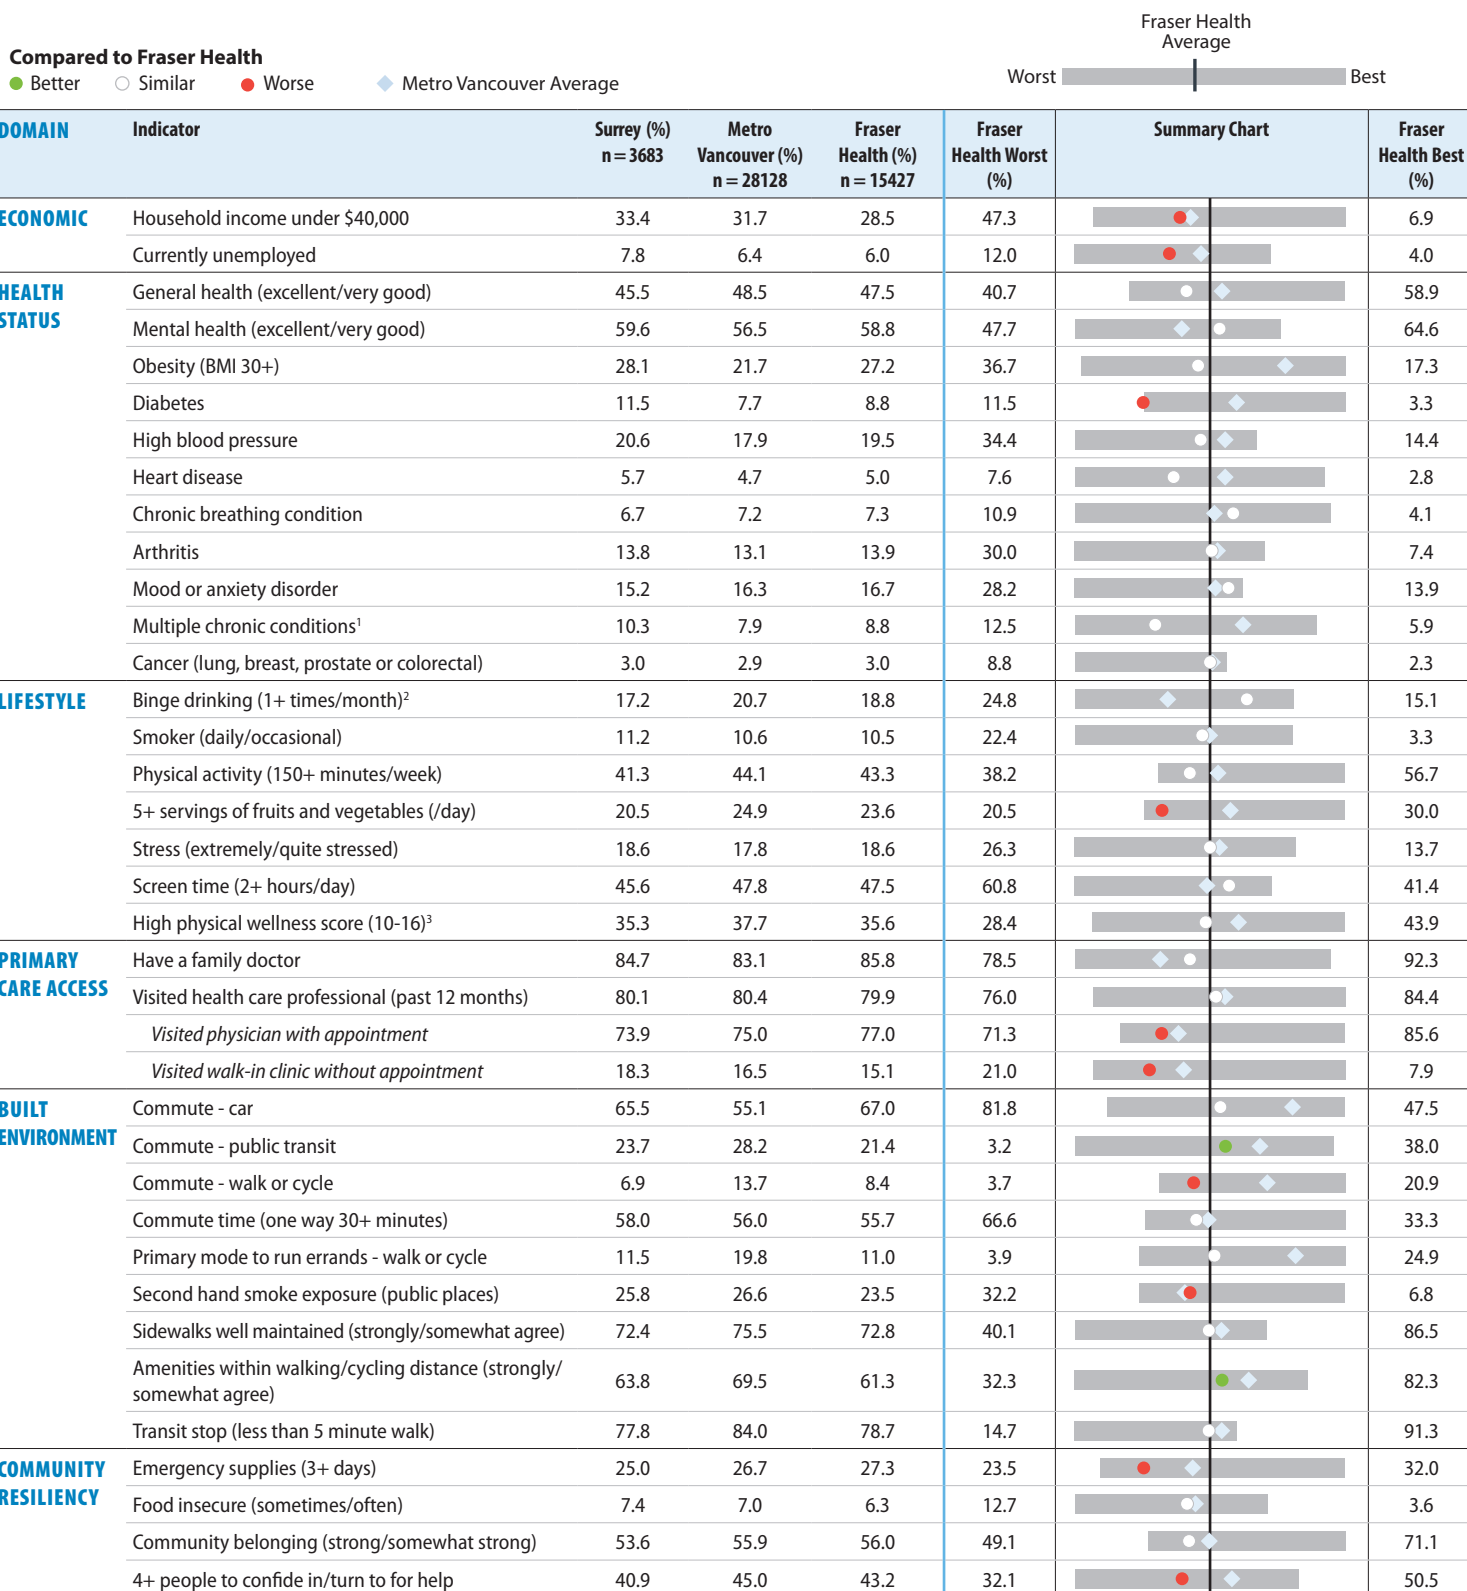 Fraser Health
Average
Compared to Fraser Health
Better Similar Worse Metro Vancouver Average
Worst Best
DOMAIN Indicator Surrey (%) n = 3683 Metro Vancouver (%) n = 28128 Fraser Health (%) n = 15427 Fraser Health Worst (%) Summary Chart Fraser Health Best (%)
ECONOMIC Household income under $40,000 33.4 31.7 28.5 47.3 6.9
Currently unemployed 7.8 6.4 6.0 12.0 4.0
HEALTH STATUS General health (excellent/very good) 45.5 48.5 47.5 40.7 58.9
Mental health (excellent/very good) 59.6 56.5 58.8 47.7 64.6
Obesity (BMI 30+) 28.1 21.7 27.2 36.7 17.3
Diabetes 11.5 7.7 8.8 11.5 3.3
High blood pressure 20.6 17.9 19.5 34.4 14.4
Heart disease 5.7 4.7 5.0 7.6 2.8
Chronic breathing condition 6.7 7.2 7.3 10.9 4.1
Arthritis 13.8 13.1 13.9 30.0 7.4
Mood or anxiety disorder 15.2 16.3 16.7 28.2 13.9
Multiple chronic conditions¹ 10.3 7.9 8.8 12.5 5.9
Cancer (lung, breast, prostate or colorectal) 3.0 2.9 3.0 8.8 2.3
LIFESTYLE Binge drinking (1+ times/month)² 17.2 20.7 18.8 24.8 15.1
Smoker (daily/occasional) 11.2 10.6 10.5 22.4 3.3
Physical activity (150+ minutes/week) 41.3 44.1 43.3 38.2 56.7
5+ servings of fruits and vegetables (/day) 20.5 24.9 23.6 20.5 30.0
Stress (extremely/quite stressed) 18.6 17.8 18.6 26.3 13.7
Screen time (2+ hours/day) 45.6 47.8 47.5 60.8 41.4
High physical wellness score (10-16)³ 35.3 37.7 35.6 28.4 43.9
PRIMARY CARE ACCESS Have a family doctor 84.7 83.1 85.8 78.5 92.3
Visited health care professional (past 12 months) 80.1 80.4 79.9 76.0 84.4
Visited physician with appointment 73.9 75.0 77.0 71.3 85.6
Visited walk-in clinic without appointment 18.3 16.5 15.1 21.0 7.9
BUILT ENVIRONMENT Commute - car 65.5 55.1 67.0 81.8 47.5
Commute - public transit 23.7 28.2 21.4 3.2 38.0
Commute - walk or cycle 6.9 13.7 8.4 3.7 20.9
Commute time (one way 30+ minutes) 58.0 56.0 55.7 66.6 33.3
Primary mode to run errands - walk or cycle 11.5 19.8 11.0 3.9 24.9
Second hand smoke exposure (public places) 25.8 26.6 23.5 32.2 6.8
Sidewalks well maintained (strongly/somewhat agree) 72.4 75.5 72.8 40.1 86.5
Amenities within walking/cycling distance (strongly/
somewhat agree) 63.8 69.5 61.3 32.3 82.3
Transit stop (less than 5 minute walk) 77.8 84.0 78.7 14.7 91.3
COMMUNITY RESILIENCY Emergency supplies (3+ days) 25.0 26.7 27.3 23.5 32.0
Food insecure (sometimes/often) 7.4 7.0 6.3 12.7 3.6
Community belonging (strong/somewhat strong) 53.6 55.9 56.0 49.1 71.1
4+ people to confide in/turn to for help 40.9 45.0 43.2 32.1 50.5